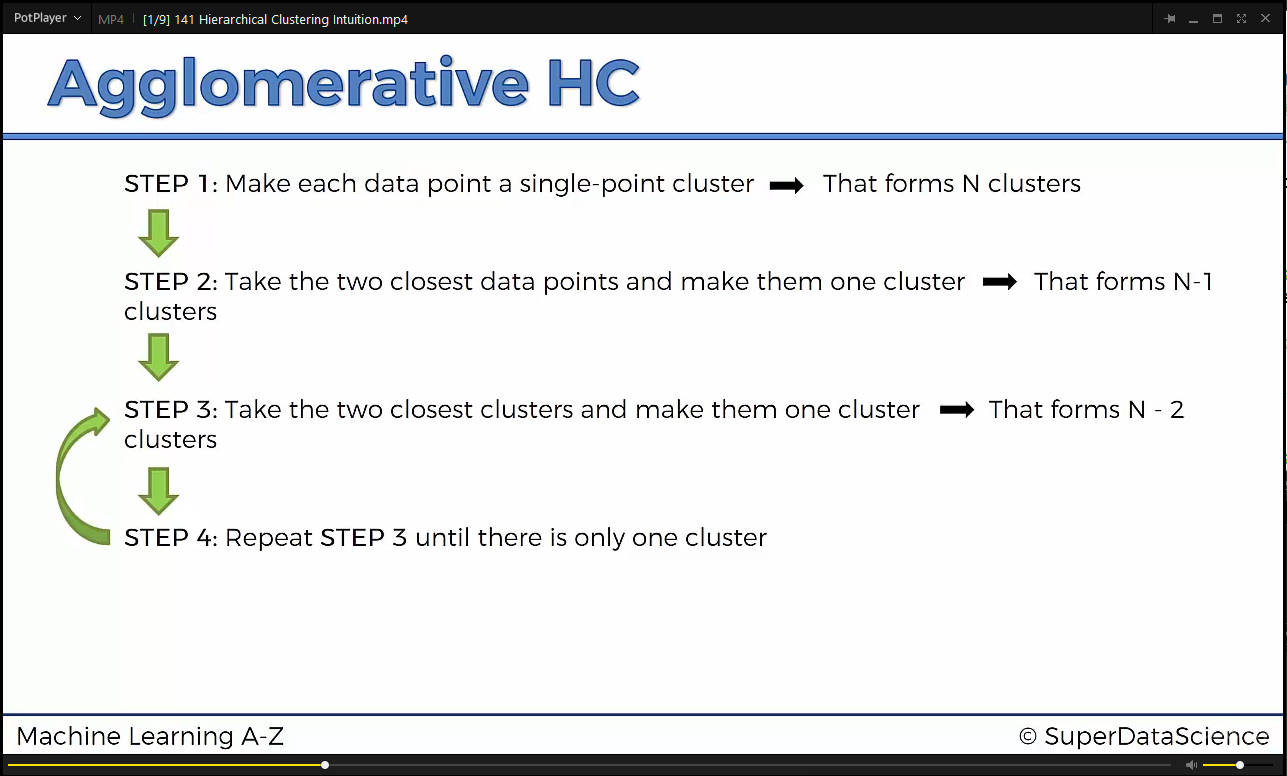 PotPlayer MP4 [1/9] 141 Hierarchical Clustering Intuition.mp4
Agglomerative HC
STEP 1: Make each data point a single-point cluster ➡ That forms N clusters
STEP 2: Take the two closest data points and make them one cluster ➡ That forms N-1
clusters
STEP 3: Take the two closest clusters and make them one cluster ➡ That forms N - 2
clusters
STEP 4: Repeat STEP 3 until there is only one cluster
Machine Learning A-Z
© SuperDataScience